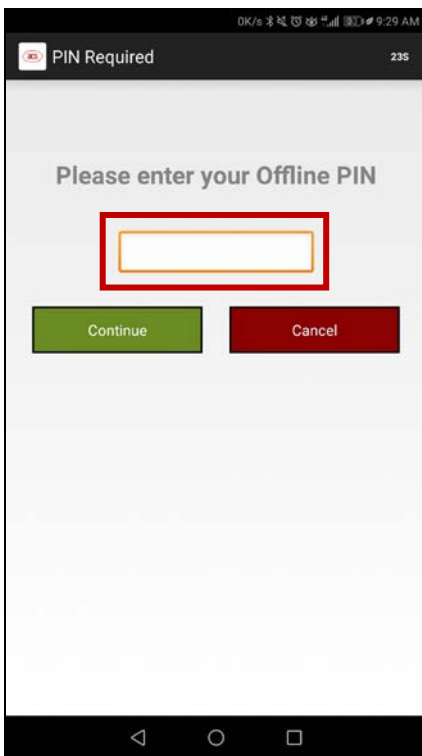 0K/s 9:29 AM
PIN Required
23S
Please enter your Offline PIN
Continue
Cancel